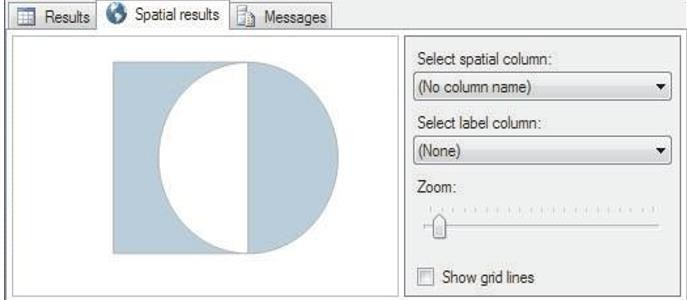 Results Spatial results Messages
Select spatial column:
(No column name)
Select label column:
(None)
Zoom:
Show grid lines